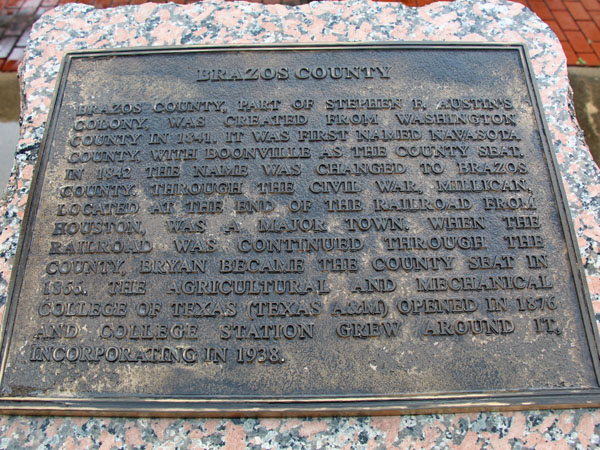 BRAZOS COUNTY
BRAZOS COUNTY, PART OF STEPHEN F. AUSTIN'S
COLONY, WAS CREATED FROM WASHINGTON
COUNTY IN 1841. IT WAS FIRST NAMED NAVASOTA
COUNTY, WITH BOONVILLE AS THE COUNTY SEAT.
IN 1842 THE NAME WAS CHANGED TO BRAZOS
COUNTY. THROUGH THE CIVIL WAR, MILLICAN,
LOCATED AT THE END OF THE RAILROAD FROM
HOUSTON, WAS A MAJOR TOWN. WHEN THE
RAILROAD WAS CONTINUED THROUGH THE
COUNTY, BRYAN BECAME THE COUNTY SEAT IN
1866. THE AGRICULTURAL AND MECHANICAL
COLLEGE OF TEXAS (TEXAS A&M) OPENED IN 1876
AND COLLEGE STATION GREW AROUND IT,
INCORPORATING IN 1938.